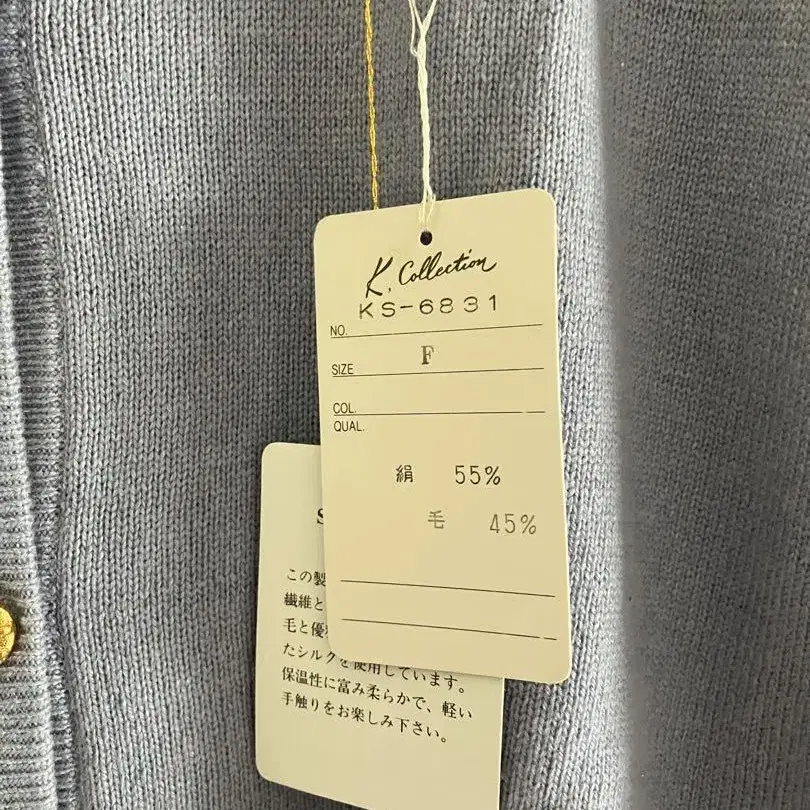 K. Collection
KS-6831
NO.
SIZE F
COL.
QUAL.
絹 55%
毛 45%
S
この製
繊維と
毛と優
たシルクを使用しています。
保温性に富み柔らかで、軽い
手触りをお楽しみ下さい。